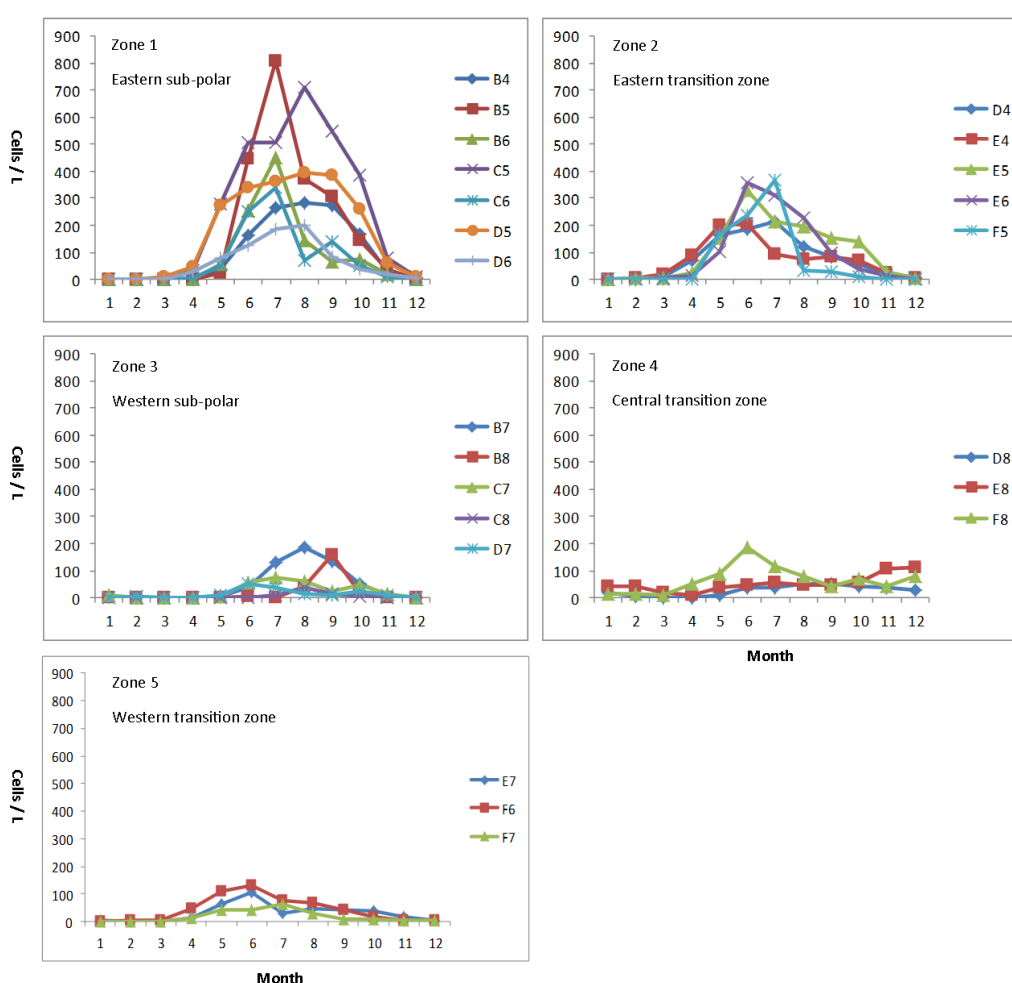 Zone 1
Eastern sub-polar
Cells / L
900
800
700
600
500
400
300
200
100
0
1 2 3 4 5 6 7 8 9 10 11 12
B4
B5
B6
C5
C6
D5
D6
Zone 2
Eastern transition zone
900
800
700
600
500
400
300
200
100
0
1 2 3 4 5 6 7 8 9 10 11 12
D4
E4
E5
E6
F5
Zone 3
Western sub-polar
Cells / L
900
800
700
600
500
400
300
200
100
0
1 2 3 4 5 6 7 8 9 10 11 12
B7
B8
C7
C8
D7
Zone 4
Central transition zone
900
800
700
600
500
400
300
200
100
0
1 2 3 4 5 6 7 8 9 10 11 12
D8
E8
F8
Month
Zone 5
Western transition zone
Cells / L
900
800
700
600
500
400
300
200
100
0
1 2 3 4 5 6 7 8 9 10 11 12
E7
F6
F7
Month